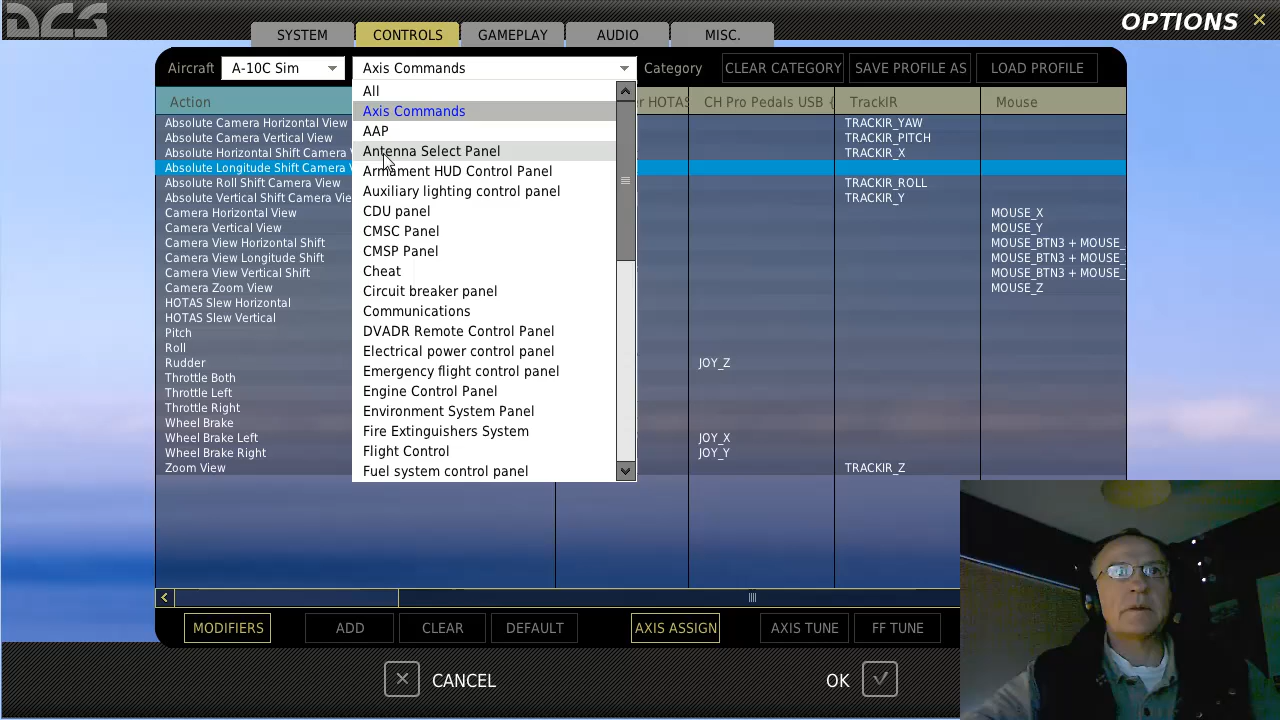 DCS
SYSTEM
CONTROLS
GAMEPLAY
AUDIO
MISC.
OPTIONS
Aircraft
A-10C Sim
Axis Commands
Category
CLEAR CATEGORY
SAVE PROFILE AS
LOAD PROFILE
Action
HOTAS
CH Pro Pedals USB {
TrackIR
Mouse
All
Axis Commands
AAP
Antenna Select Panel
Armament HUD Control Panel
Auxiliary lighting control panel
CDU panel
CMSC Panel
CMSP Panel
Cheat
Circuit breaker panel
Communications
DVADR Remote Control Panel
Electrical power control panel
Emergency flight control panel
Engine Control Panel
Environment System Panel
Fire Extinguishers System
Flight Control
Fuel system control panel
Absolute Camera Horizontal View TRACKIR_YAW
Absolute Camera Vertical View TRACKIR_PITCH
Absolute Horizontal Shift Camera V TRACKIR_X
Absolute Longitude Shift Camera V
Absolute Roll Shift Camera View TRACKIR_ROLL
Absolute Vertical Shift Camera Vie TRACKIR_Y
Camera Horizontal View MOUSE_X
Camera Vertical View MOUSE_Y
Camera View Horizontal Shift MOUSE_BTN3 + MOUSE_
Camera View Longitude Shift MOUSE_BTN3 + MOUSE_
Camera View Vertical Shift MOUSE_BTN3 + MOUSE_
Camera Zoom View MOUSE_Z
HOTAS Slew Horizontal
HOTAS Slew Vertical
Pitch
Roll
Rudder JOY_Z
Throttle Both
Throttle Left
Throttle Right
Wheel Brake
Wheel Brake Left JOY_X
Wheel Brake Right JOY_Y
Zoom View TRACKIR_Z
MODIFIERS
ADD
CLEAR
DEFAULT
AXIS ASSIGN
AXIS TUNE
FF TUNE
CANCEL
OK